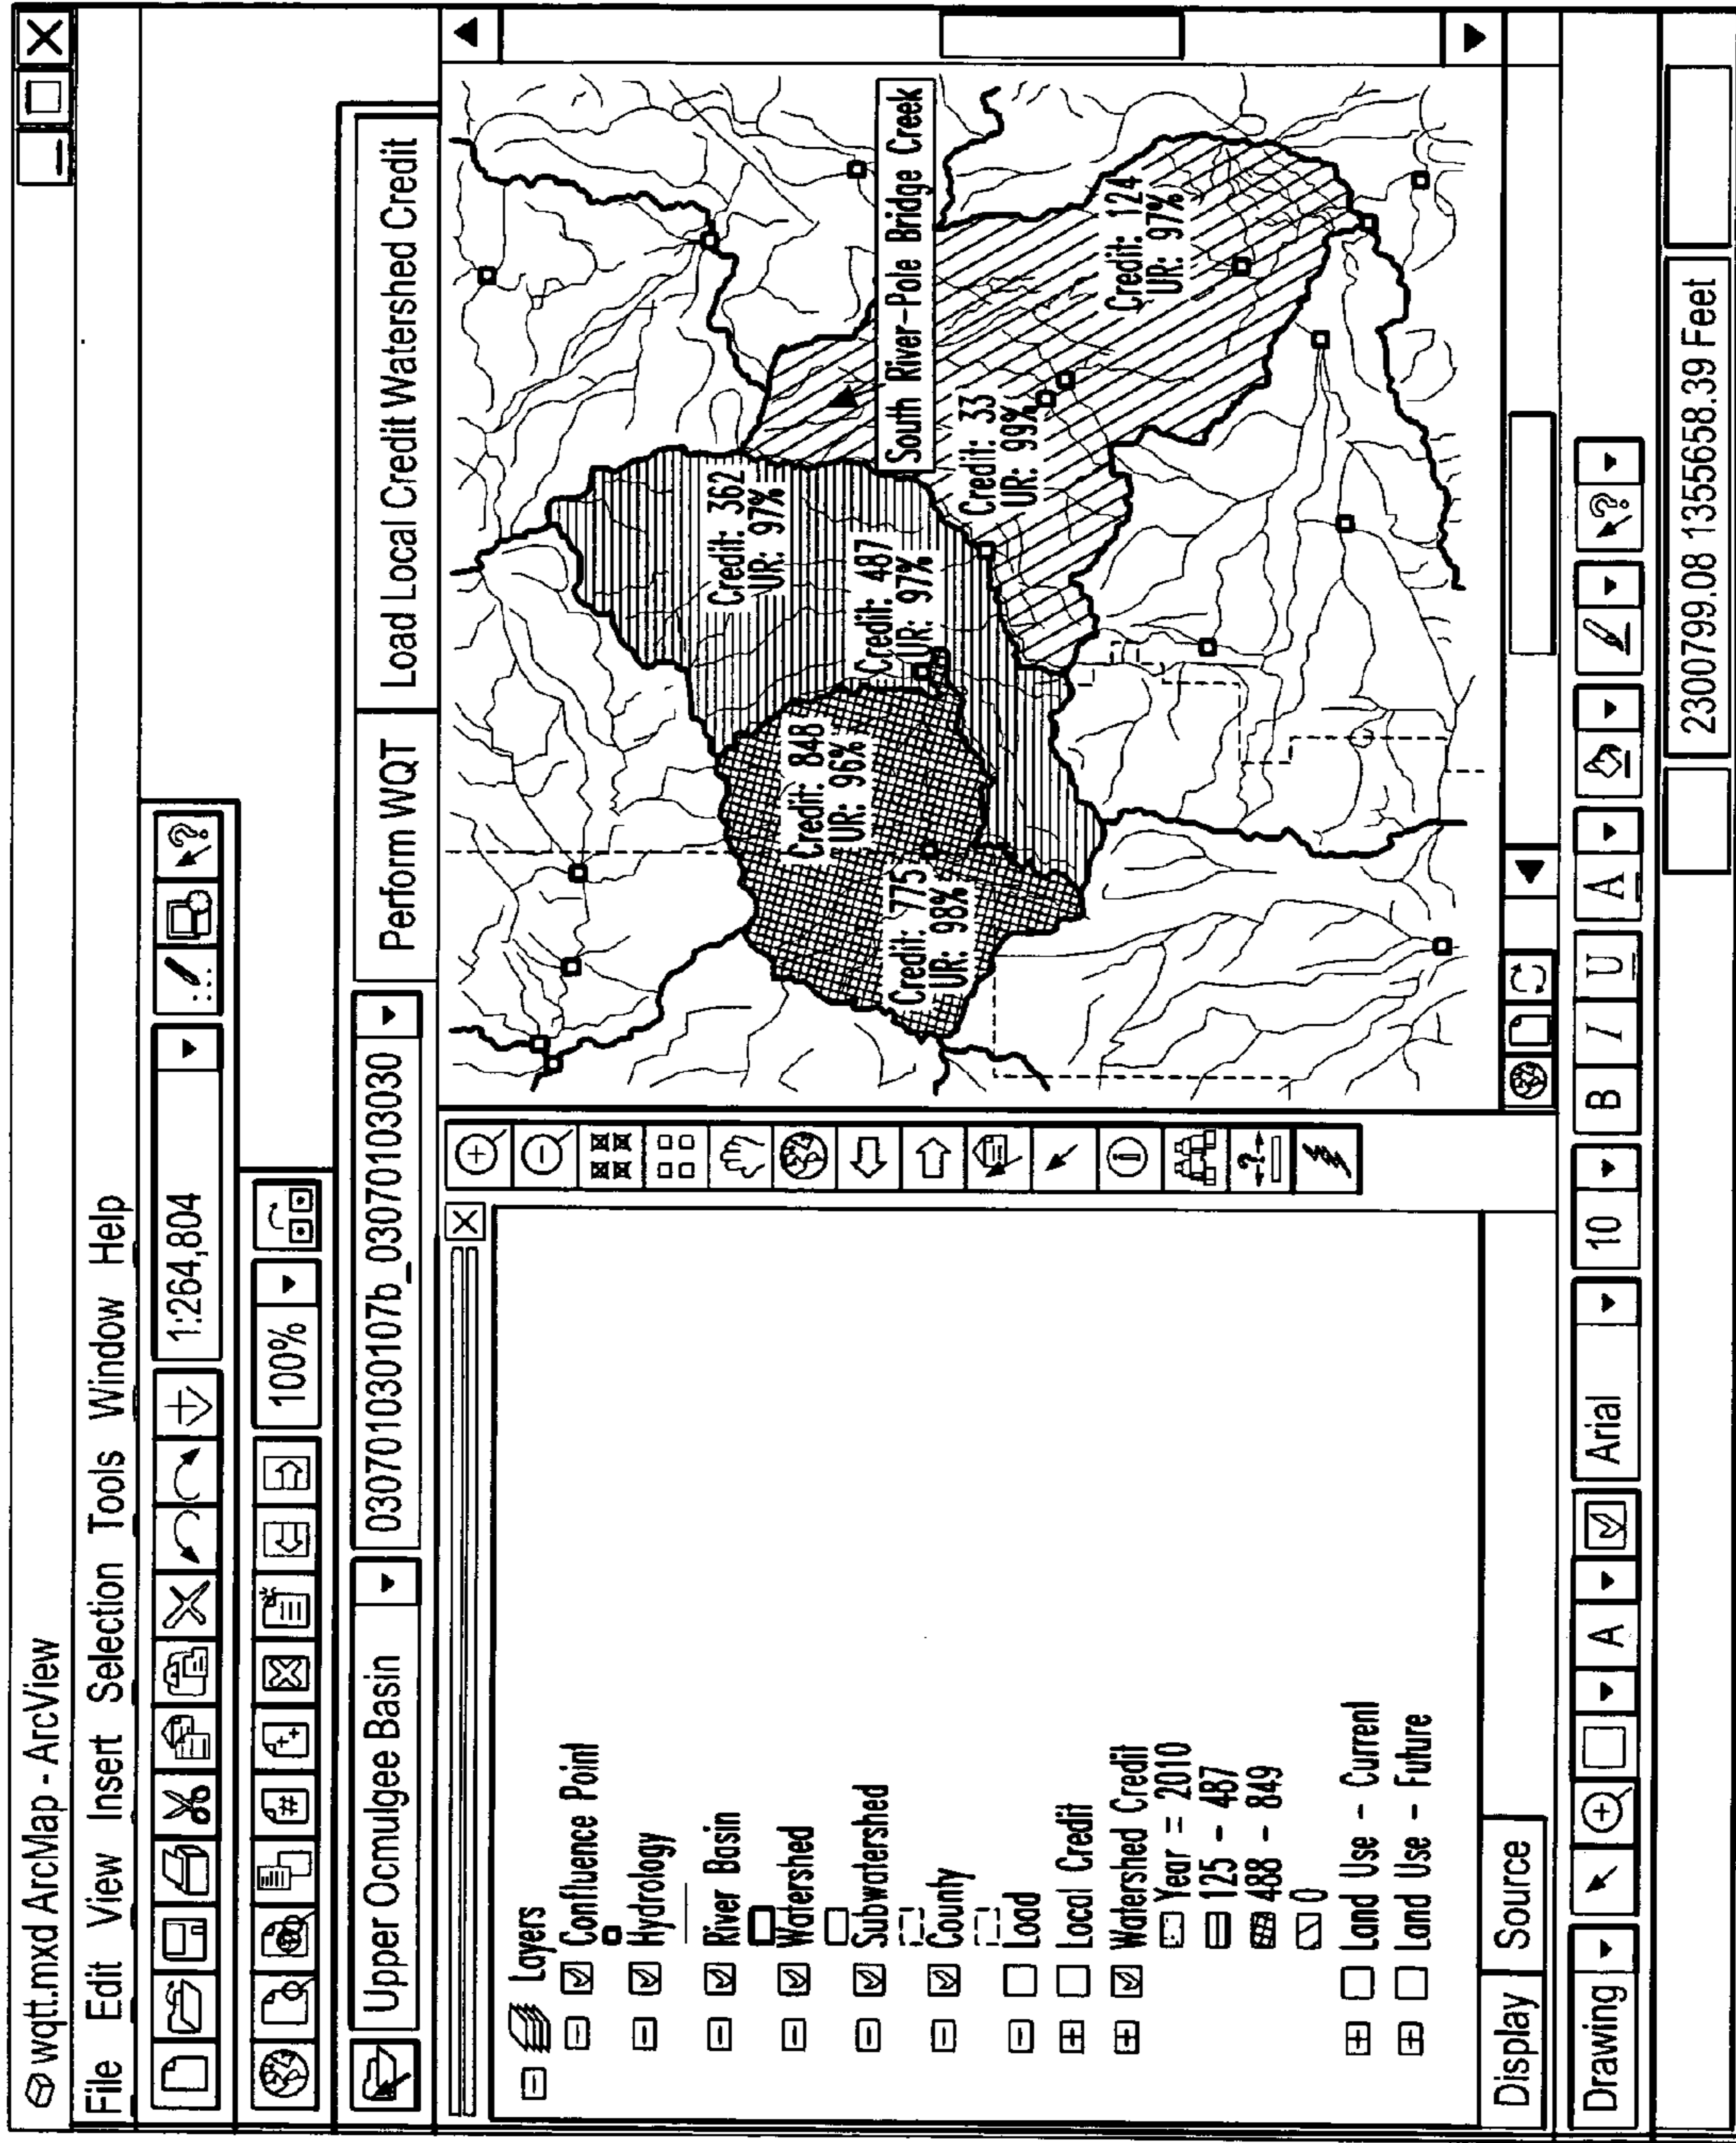 wqtt.mxd ArcMap - ArcView
File Edit View Insert Selection Tools Window Help
1:264,804
100%
Upper Ocmulgee Basin
030701030107b_03070103030
Perform WQT
Load Local Credit Watershed Credit
Layers
Confluence Point
Hydrology
River Basin
Watershed
Subwatershed
County
Load
Local Credit
Watershed Credit
Year = 2010
125 - 487
488 - 849
0
Land Use - Current
Land Use - Future
Display Source
Credit: 362
UR: 97%
Credit: 848
UR: 96%
Credit: 487
UR: 97%
Credit: 775
UR: 98%
South River-Pole Bridge Creek
Credit: 33
UR: 99%
Credit: 124
UR: 97%
Drawing A Arial 10 B I U A
2300799.08 1355658.39 Feet